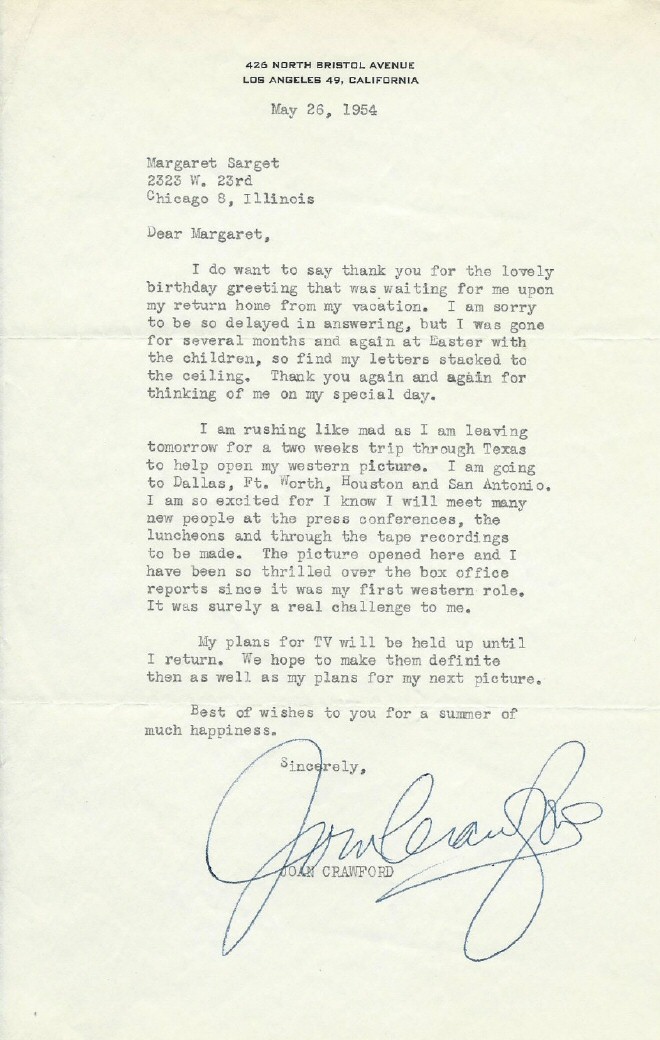 426 NORTH BRISTOL AVENUE
LOS ANGELES 49, CALIFORNIA
May 26, 1954
Margaret Sarget
2323 W. 23rd
Chicago 8, Illinois
Dear Margaret,
I do want to say thank you for the lovely
birthday greeting that was waiting for me upon
my return home from my vacation. I am sorry
to be so delayed in answering, but I was gone
for several months and again at Easter with
the children, so find my letters stacked to
the ceiling. Thank you again and again for
thinking of me on my special day.
I am rushing like mad as I am leaving
tomorrow for a two weeks trip through Texas
to help open my western picture. I am going
to Dallas, Ft. Worth, Houston and San Antonio.
I am so excited for I know I will meet many
new people at the press conferences, the
luncheons and through the tape recordings
to be made. The picture opened here and I
have been so thrilled over the box office
reports since it was my first western role.
It was surely a real challenge to me.
My plans for TV will be held up until
I return. We hope to make them definite
then as well as my plans for my next picture.
Best of wishes to you for a summer of
much happiness.
Sincerely,
Joan Crawford
JOAN CRAWFORD